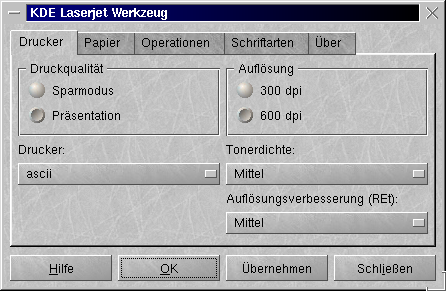 KDE Laserjet Werkzeug
Drucker Papier Operationen Schriftarten Über
Druckqualität Auflösung
Sparmodus 300 dpi
Präsentation 600 dpi
Drucker: Tonerdichte:
ascii Mittel
Auflösungsverbesserung (REt):
Mittel
Hilfe OK Übernehmen Schließen